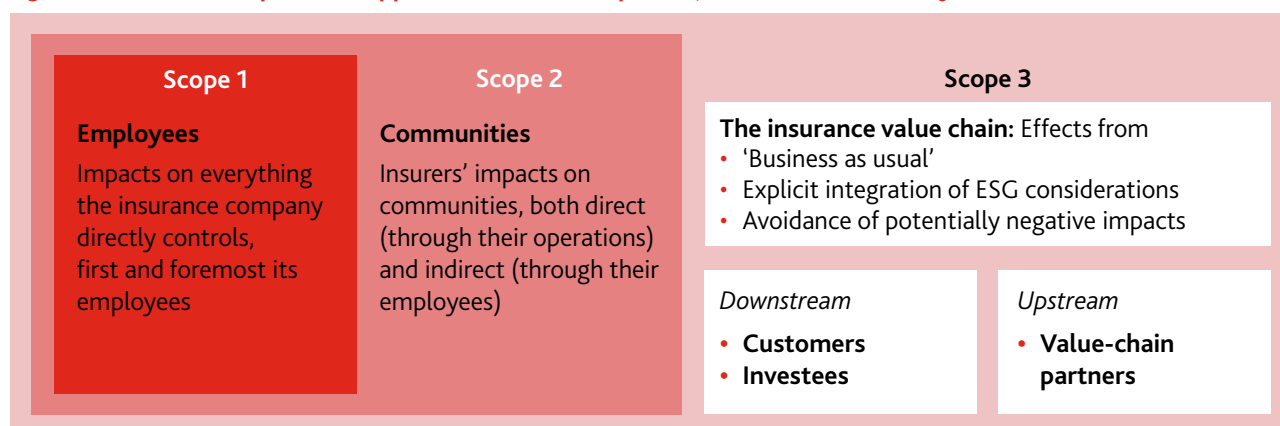 Scope 1
Employees
Impacts on everything
the insurance company
directly controls,
first and foremost its
employees
Scope 2
Communities
Insurers’ impacts on
communities, both direct
(through their operations)
and indirect (through their
employees)
Scope 3
The insurance value chain: Effects from
• ‘Business as usual’
• Explicit integration of ESG considerations
• Avoidance of potentially negative impacts
Downstream
• Customers
• Investees
Upstream
• Value-chain
partners